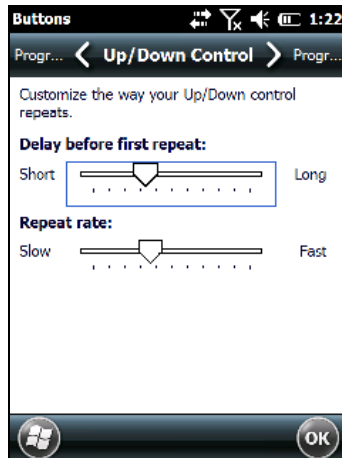 Buttons 1:22
Progr... Up/Down Control Progr...
Customize the way your Up/Down control
repeats.
Delay before first repeat:
Short Long
Repeat rate:
Slow Fast
OK